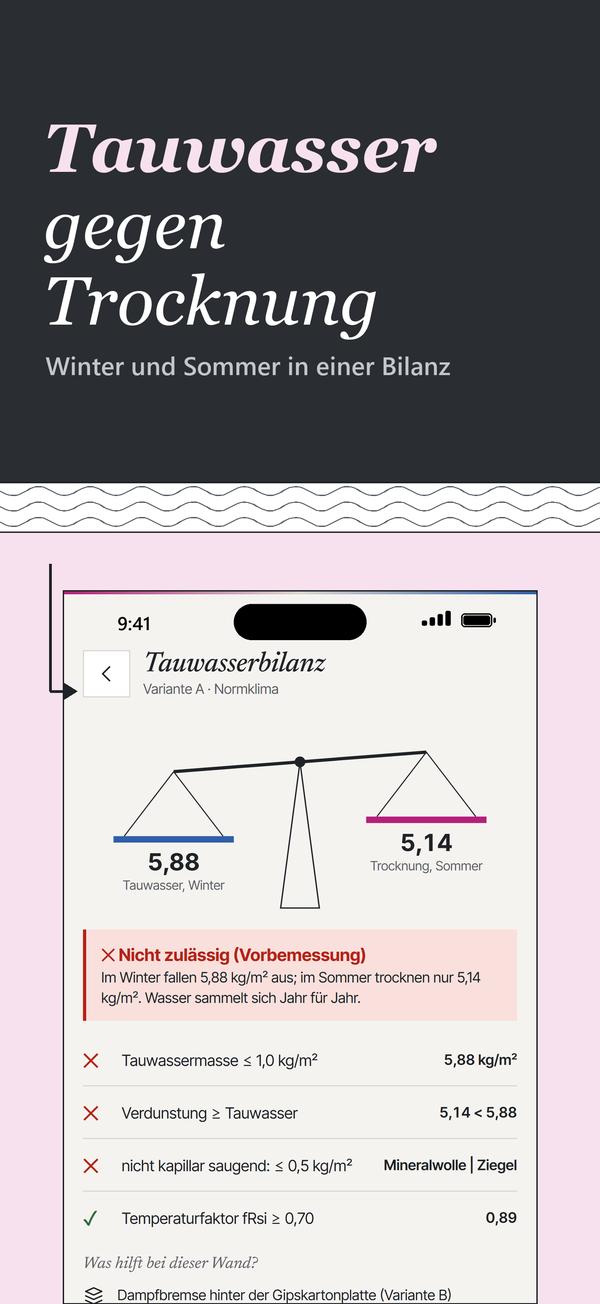 Tauwasser
gegen
Trocknung
Winter und Sommer in einer Bilanz
9:41
Tauwasserbilanz
Variante A · Normklima
5,88
Tauwasser, Winter
5,14
Trocknung, Sommer
Nicht zulässig (Vorbemessung)
Im Winter fallen 5,88 kg/m² aus; im Sommer trocknen nur 5,14
kg/m². Wasser sammelt sich Jahr für Jahr.
Tauwassermasse ≤ 1,0 kg/m² 5,88 kg/m²
Verdunstung ≥ Tauwasser 5,14 < 5,88
nicht kapillar saugend: ≤ 0,5 kg/m² Mineralwolle | Ziegel
Temperaturfaktor fRsi ≥ 0,70 0,89
Was hilft bei dieser Wand?
Dampfbremse hinter der Gipskartonplatte (Variante B)